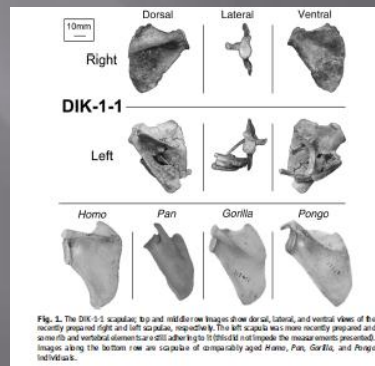 Dorsal Lateral Ventral
10mm
Right
DIK-1-1
Left
Homo Pan Gorilla Pongo
Fig. 1. The DIK-1-1 scapulae; top and middle row images show dorsal, lateral, and ventral views of the
recently prepared right and left scapulae, respectively. The left scapula was more recently prepared and
some rib and vertebral elements are still adhering to it (this did not impede the measurements presented).
Images along the bottom row are scapulae of comparably aged Homo, Pan, Gorilla, and Pongo
individuals.